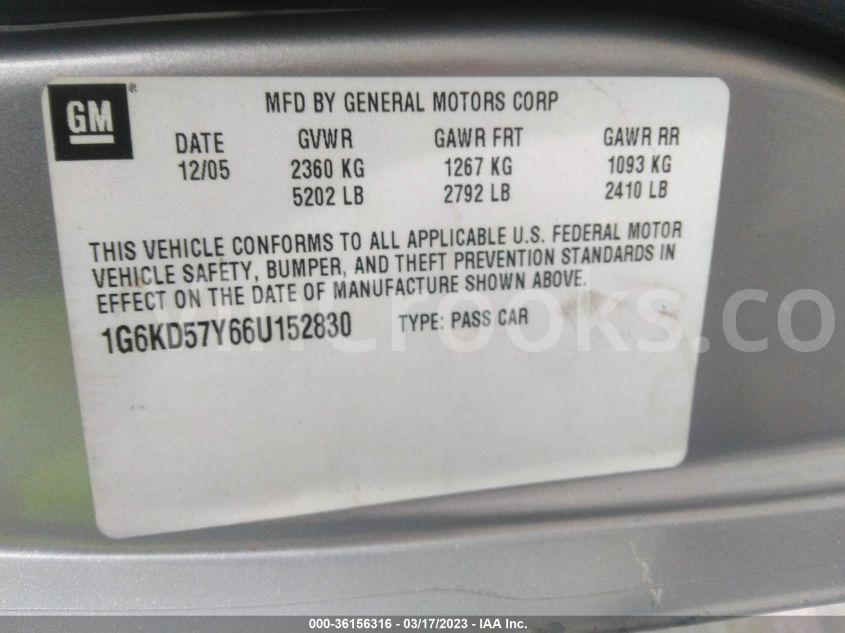 GM®
MFD BY GENERAL MOTORS CORP
DATE GVWR GAWR FRT GAWR RR
12/05 2360 KG 1267 KG 1093 KG
5202 LB 2792 LB 2410 LB
THIS VEHICLE CONFORMS TO ALL APPLICABLE U.S. FEDERAL MOTOR
VEHICLE SAFETY, BUMPER, AND THEFT PREVENTION STANDARDS IN
EFFECT ON THE DATE OF MANUFACTURE SHOWN ABOVE.
1G6KD57Y66U152830 TYPE: PASS CAR
000-36156316 - 03/17/2023 - IAA Inc.